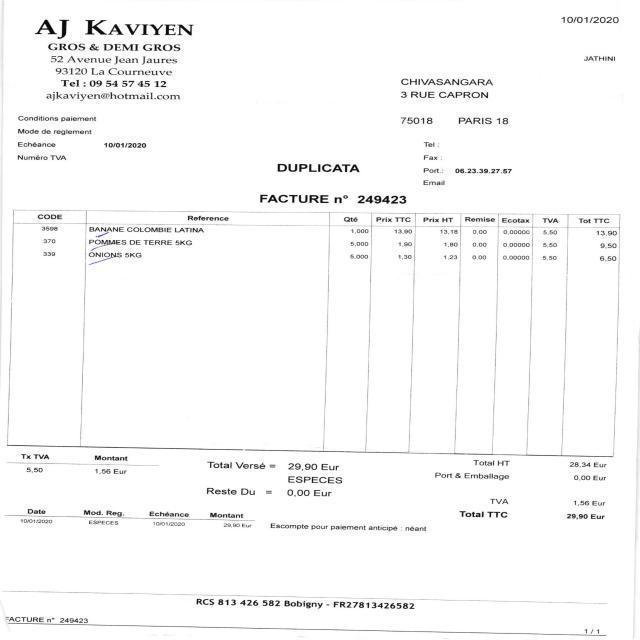 AJ KAVIYEN
GROS & DEMI GROS
52 Avenue Jean Jaures
93120 La Courneuve
Tel : 09 54 57 45 12
ajkaviyen@hotmail.com
10/01/2020
JATHINI
CHIVASANGARA
3 RUE CAPRON
75018 PARIS 18
Conditions paiement
Mode de reglement
Echéance 10/01/2020
Numéro TVA
Tel :
Fax :
Port.: 06.23.39.27.57
Email
DUPLICATA
FACTURE n° 249423
CODE Reference Qté Prix TTC Prix HT Remise Ecotax TVA Tot TTC
3598 BANANE COLOMBIE LATINA 1,000 13,90 13,18 0,00 0,00000 5,50 13,90
370 POMMES DE TERRE 5KG 5,000 1,90 1,80 0,00 0,00000 5,50 9,50
339 ONIONS 5KG 5,000 1,30 1,23 0,00 0,00000 5,50 6,50
Tx TVA Montant
5,50 1,56 Eur
Total Versé = 29,90 Eur
ESPECES
Reste Du = 0,00 Eur
Total HT 28,34 Eur
Port & Emballage 0,00 Eur
TVA 1,56 Eur
Total TTC 29,90 Eur
Date Mod. Reg. Echéance Montant
10/01/2020 ESPECES 10/01/2020 29,90 Eur
Escompte pour paiement anticipé : néant
RCS 813 426 582 Bobigny - FR27813426582
FACTURE n° 249423
1 / 1